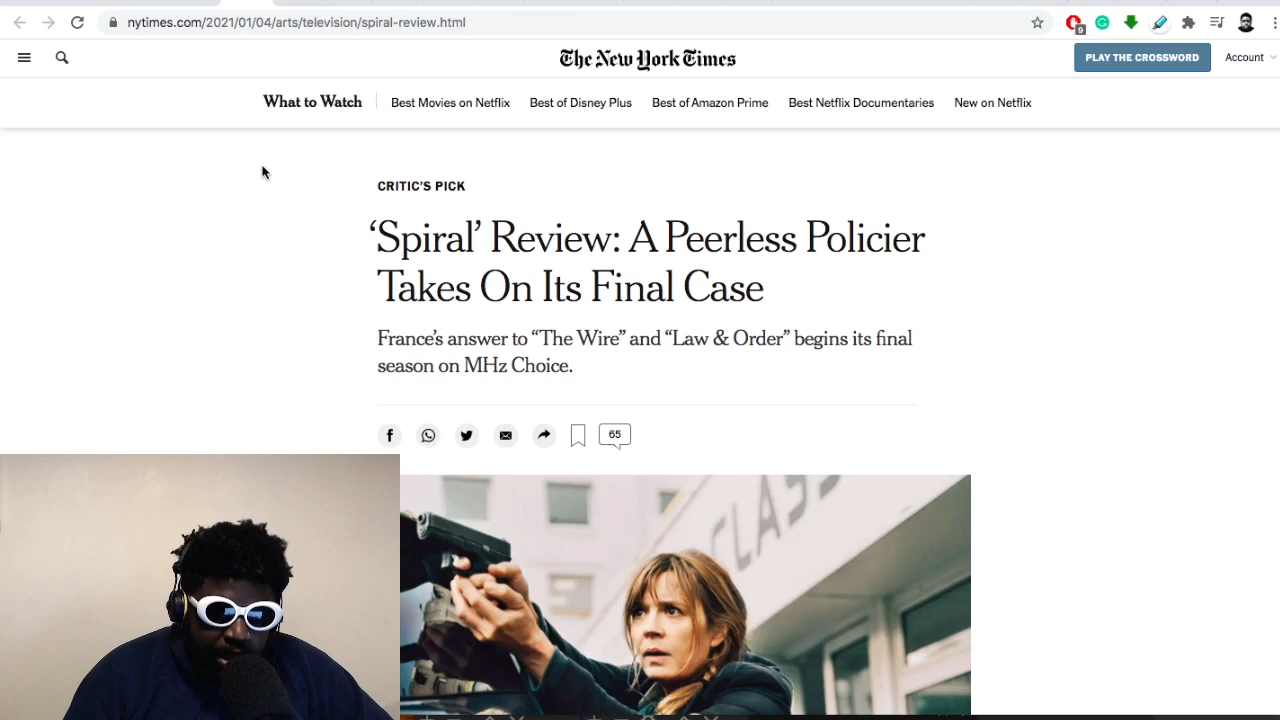 nytimes.com/2021/01/04/arts/television/spiral-review.html
9
The New York Times
PLAY THE CROSSWORD
Account
What to Watch
Best Movies on Netflix
Best of Disney Plus
Best of Amazon Prime
Best Netflix Documentaries
New on Netflix
CRITIC'S PICK
‘Spiral’ Review: A Peerless Policier
Takes On Its Final Case
France’s answer to “The Wire” and “Law & Order” begins its final
season on MHz Choice.
65
CLASS